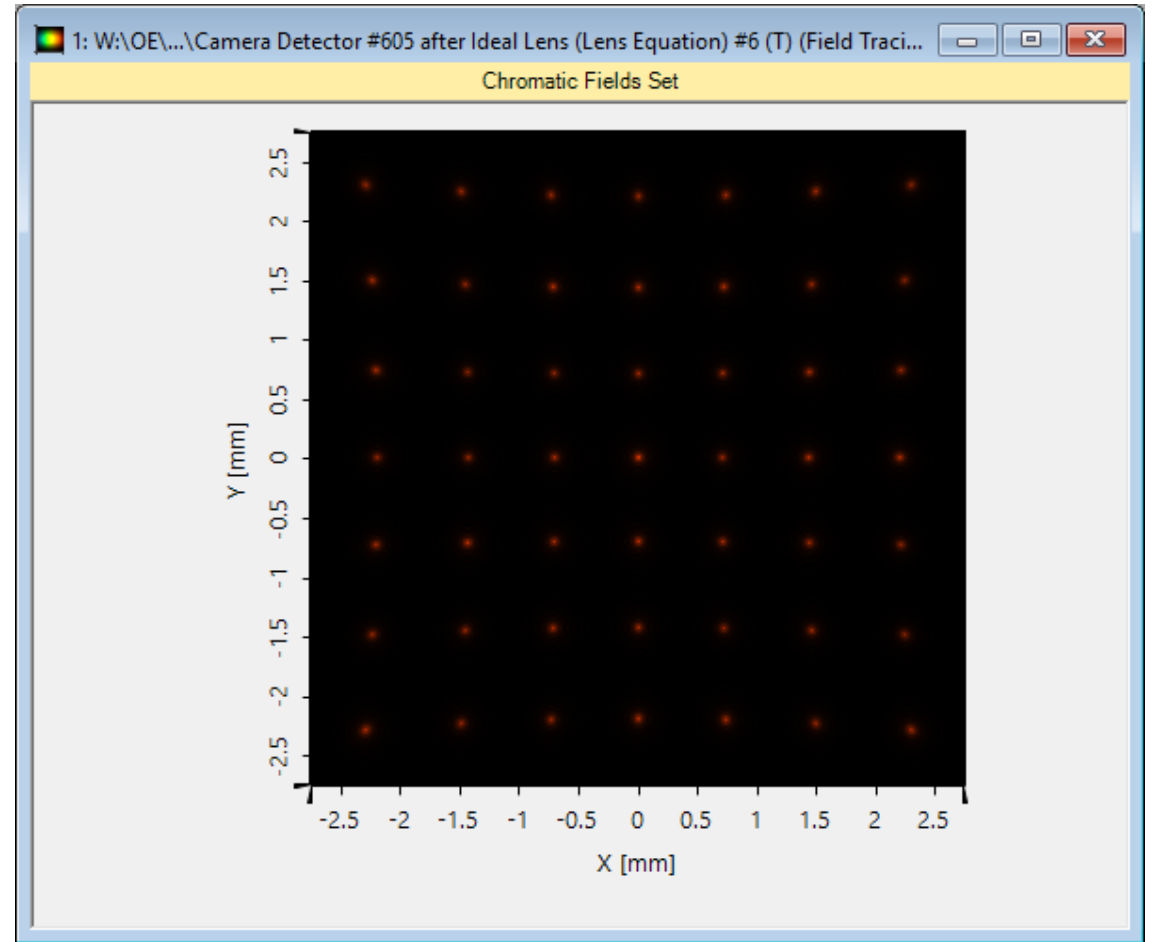 1: W:\OE\...\Camera Detector #605 after Ideal Lens (Lens Equation) #6 (T) (Field Traci...
Chromatic Fields Set
2.5
2
1.5
1
0.5
0
-0.5
-1
-1.5
-2
-2.5
Y [mm]
-2.5 -2 -1.5 -1 -0.5 0 0.5 1 1.5 2 2.5
X [mm]